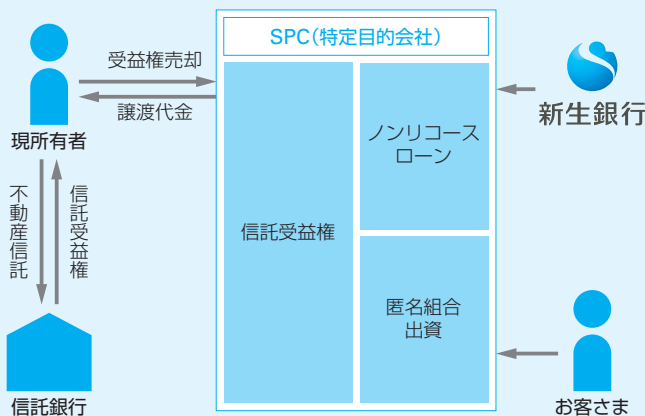 SPC(特定目的会社)
受益権売却
譲渡代金
現所有者
不動産信託
信託受益権
信託銀行
信託受益権
ノンリコース
ローン
匿名組合
出資
新生銀行
お客さま